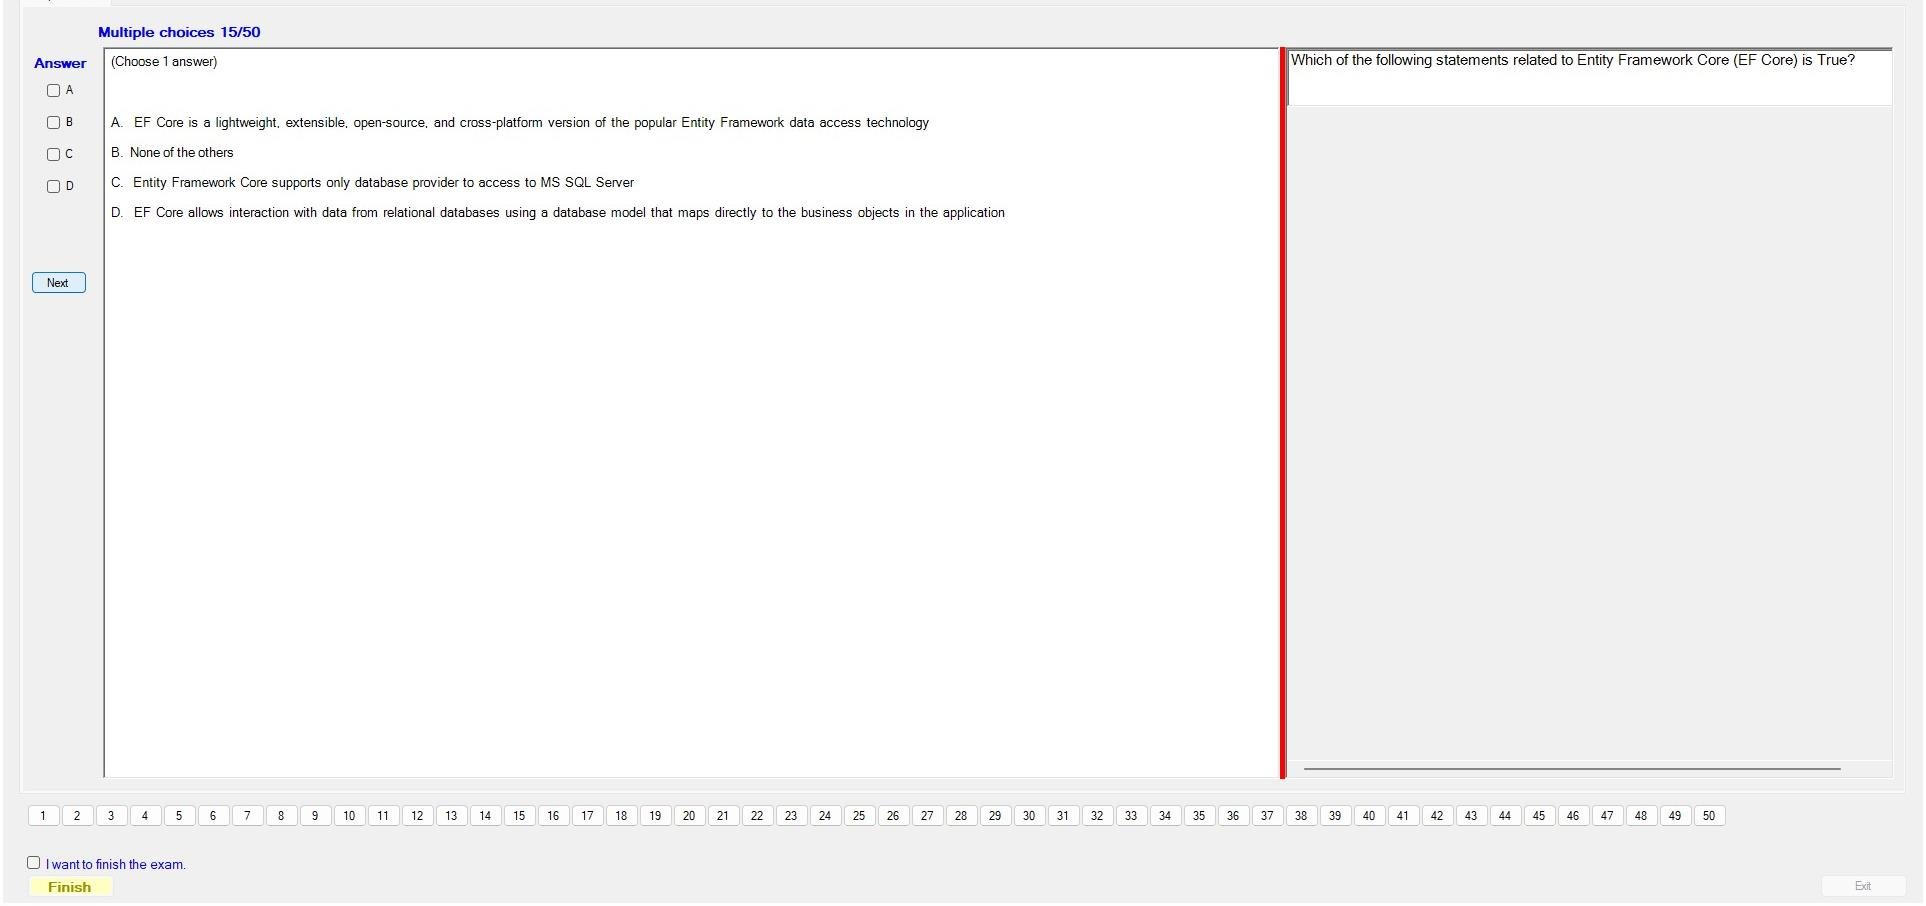 Multiple choices 15/50
Answer
(Choose 1 answer)
Which of the following statements related to Entity Framework Core (EF Core) is True?
A
B
C
D
A. EF Core is a lightweight, extensible, open-source, and cross-platform version of the popular Entity Framework data access technology
B. None of the others
C. Entity Framework Core supports only database provider to access to MS SQL Server
D. EF Core allows interaction with data from relational databases using a database model that maps directly to the business objects in the application
Next
1 2 3 4 5 6 7 8 9 10 11 12 13 14 15 16 17 18 19 20 21 22 23 24 25 26 27 28 29 30 31 32 33 34 35 36 37 38 39 40 41 42 43 44 45 46 47 48 49 50
I want to finish the exam.
Finish
Exit